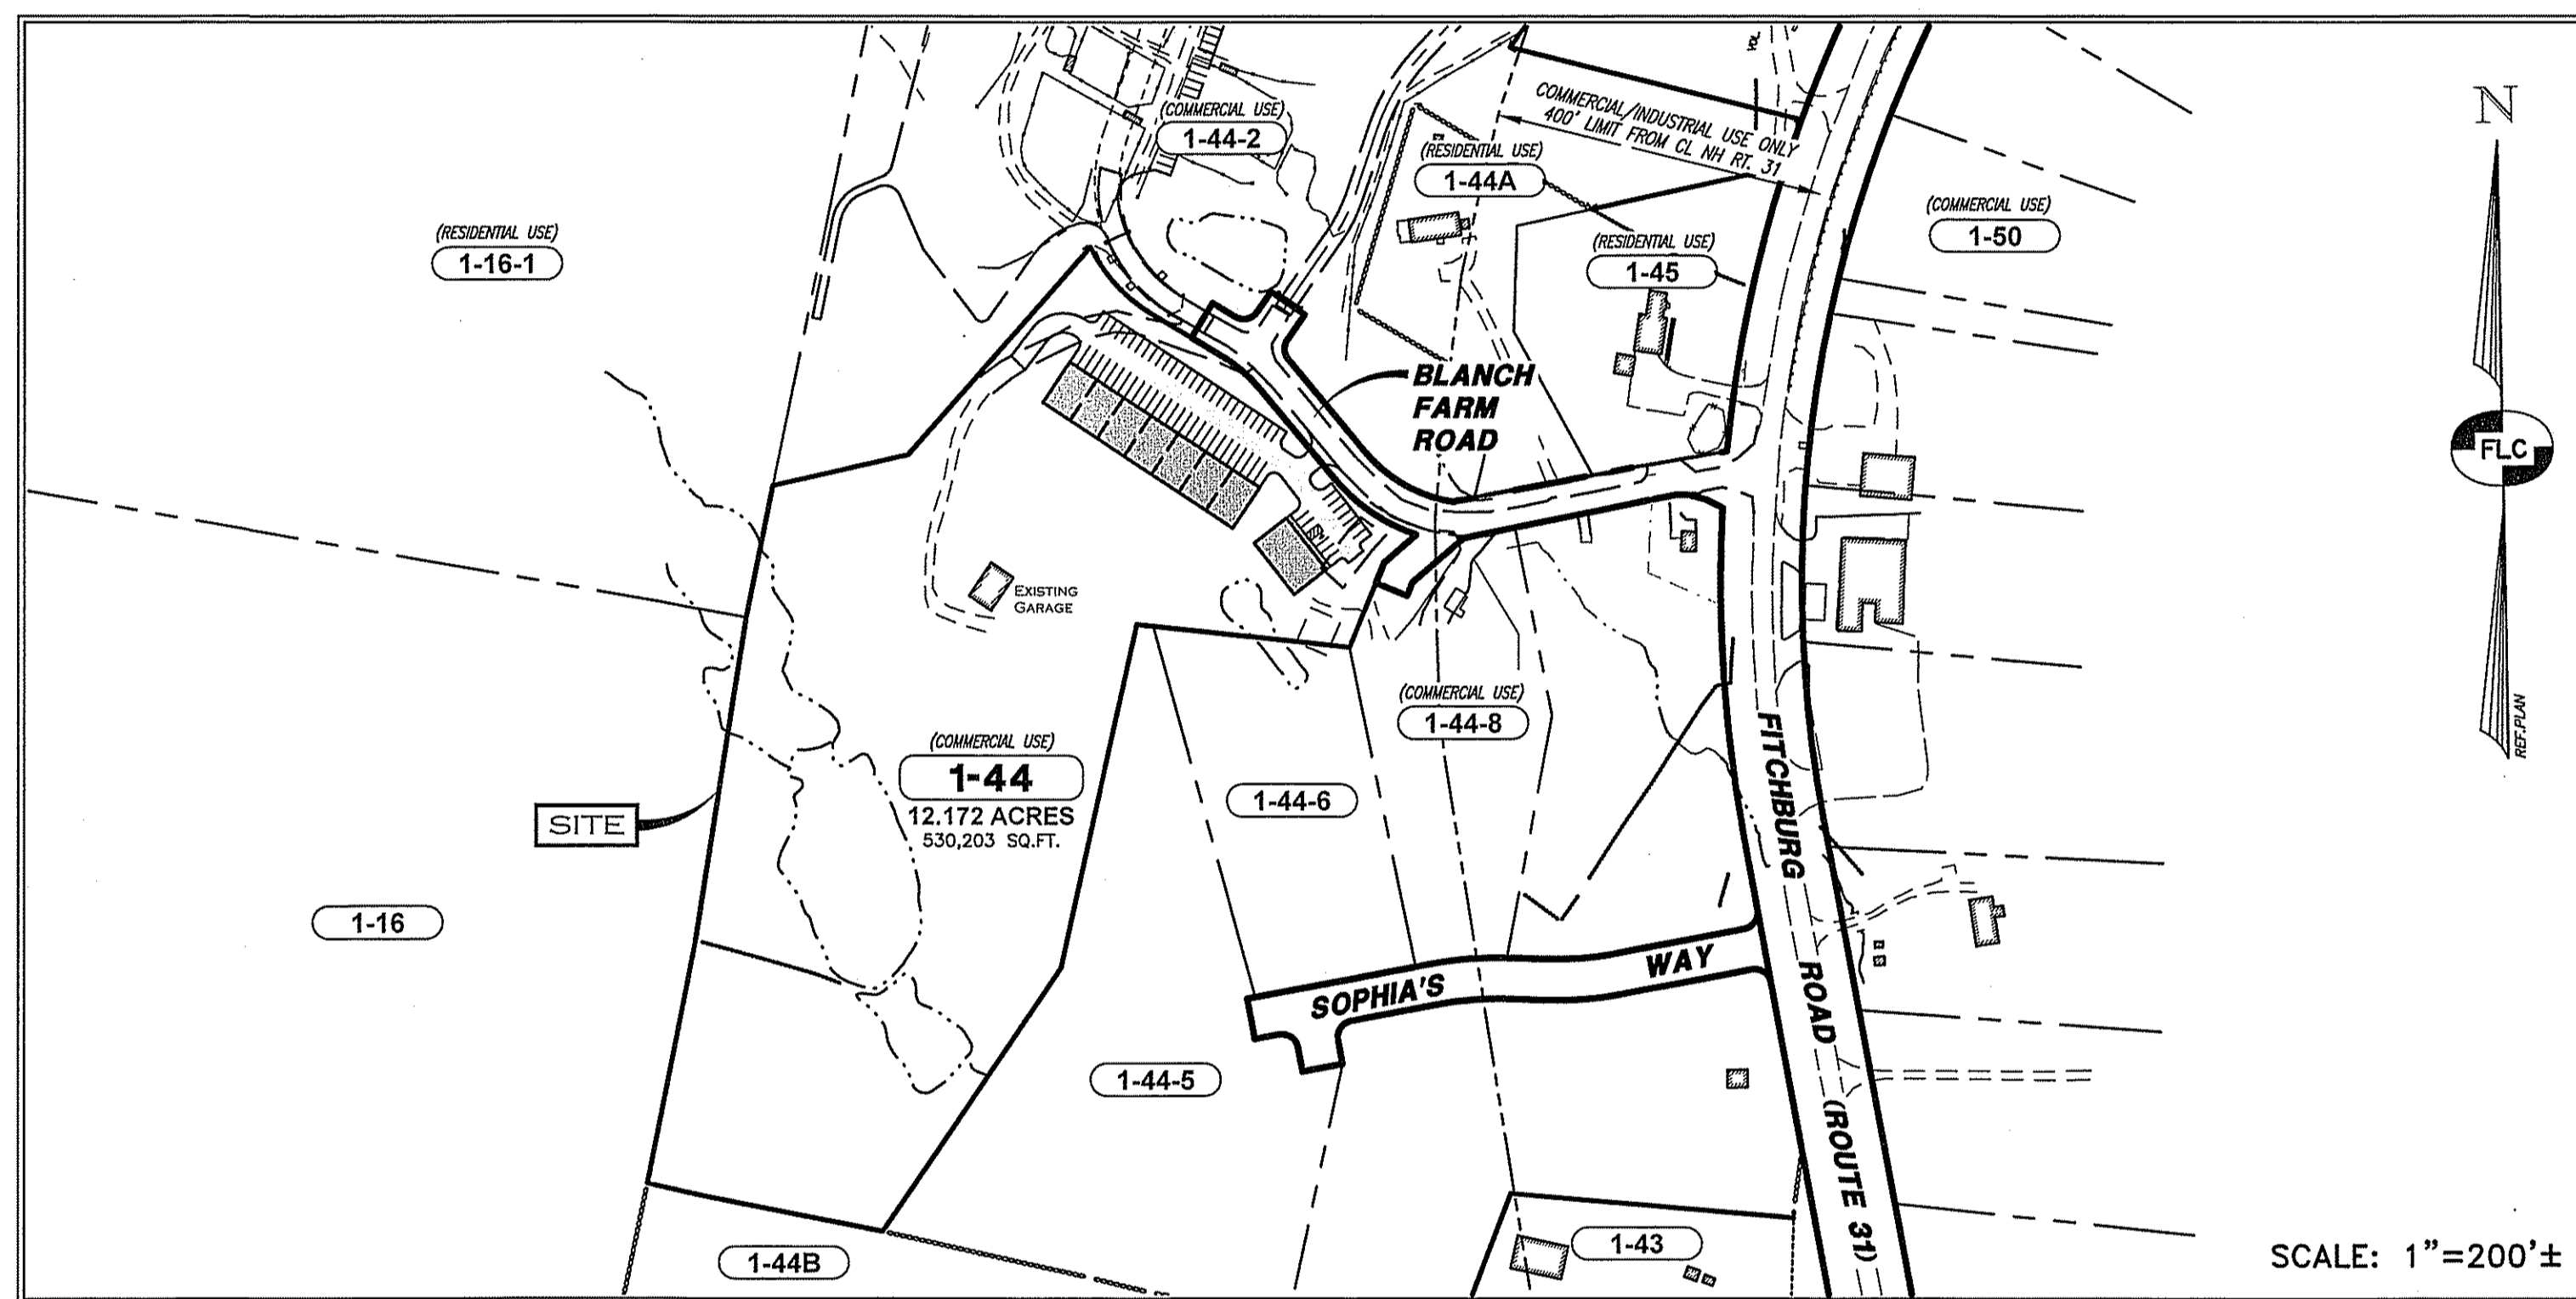 (COMMERCIAL USE)
1-44-2
COMMERCIAL/INDUSTRIAL USE ONLY
400' LIMIT FROM CL NH RT. 31
(RESIDENTIAL USE)
1-44A
(RESIDENTIAL USE)
1-16-1
(RESIDENTIAL USE)
1-45
(COMMERCIAL USE)
1-50
N
FLC
REF.PLAN
BLANCH
FARM
ROAD
EXISTING
GARAGE
(COMMERCIAL USE)
1-44
12.172 ACRES
530,203 SQ.FT.
SITE
(COMMERCIAL USE)
1-44-8
1-44-6
1-16
FITCHBURG ROAD (ROUTE 31)
SOPHIA'S WAY
1-44-5
1-44B
1-43
SCALE: 1"=200'±